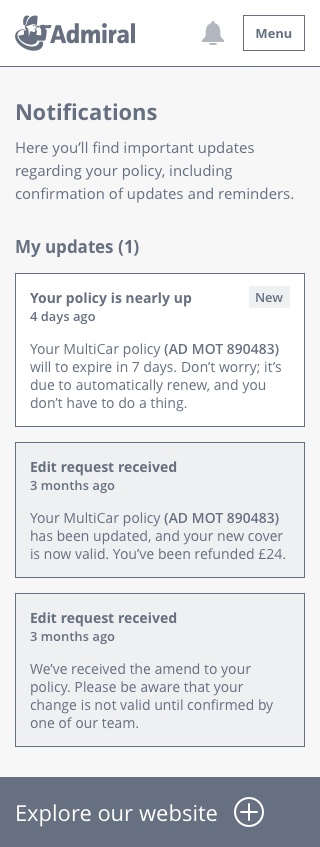 Admiral
Menu
Notifications
Here you'll find important updates
regarding your policy, including
confirmation of updates and reminders.
My updates (1)
Your policy is nearly up
New
4 days ago
Your MultiCar policy (AD MOT 890483)
will to expire in 7 days. Don't worry; it's
due to automatically renew, and you
don't have to do a thing.
Edit request received
3 months ago
Your MultiCar policy (AD MOT 890483)
has been updated, and your new cover
is now valid. You've been refunded £24.
Edit request received
3 months ago
We've received the amend to your
policy. Please be aware that your
change is not valid until confirmed by
one of our team.
Explore our website